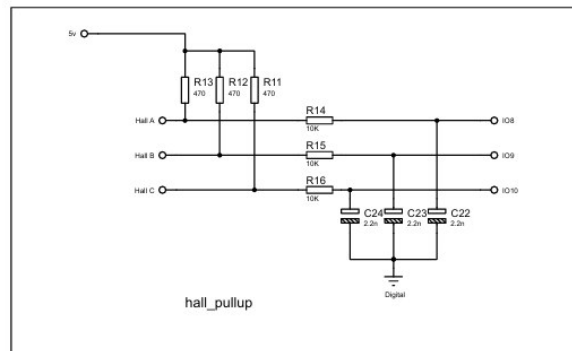 5v
R13 R12 R11
470 470 470
R14
Hall A IO8
10K
R15
Hall B IO9
10K
R16
Hall C IO10
10K
C24 C23 C22
2.2n 2.2n 2.2n
Digital
hall_pullup